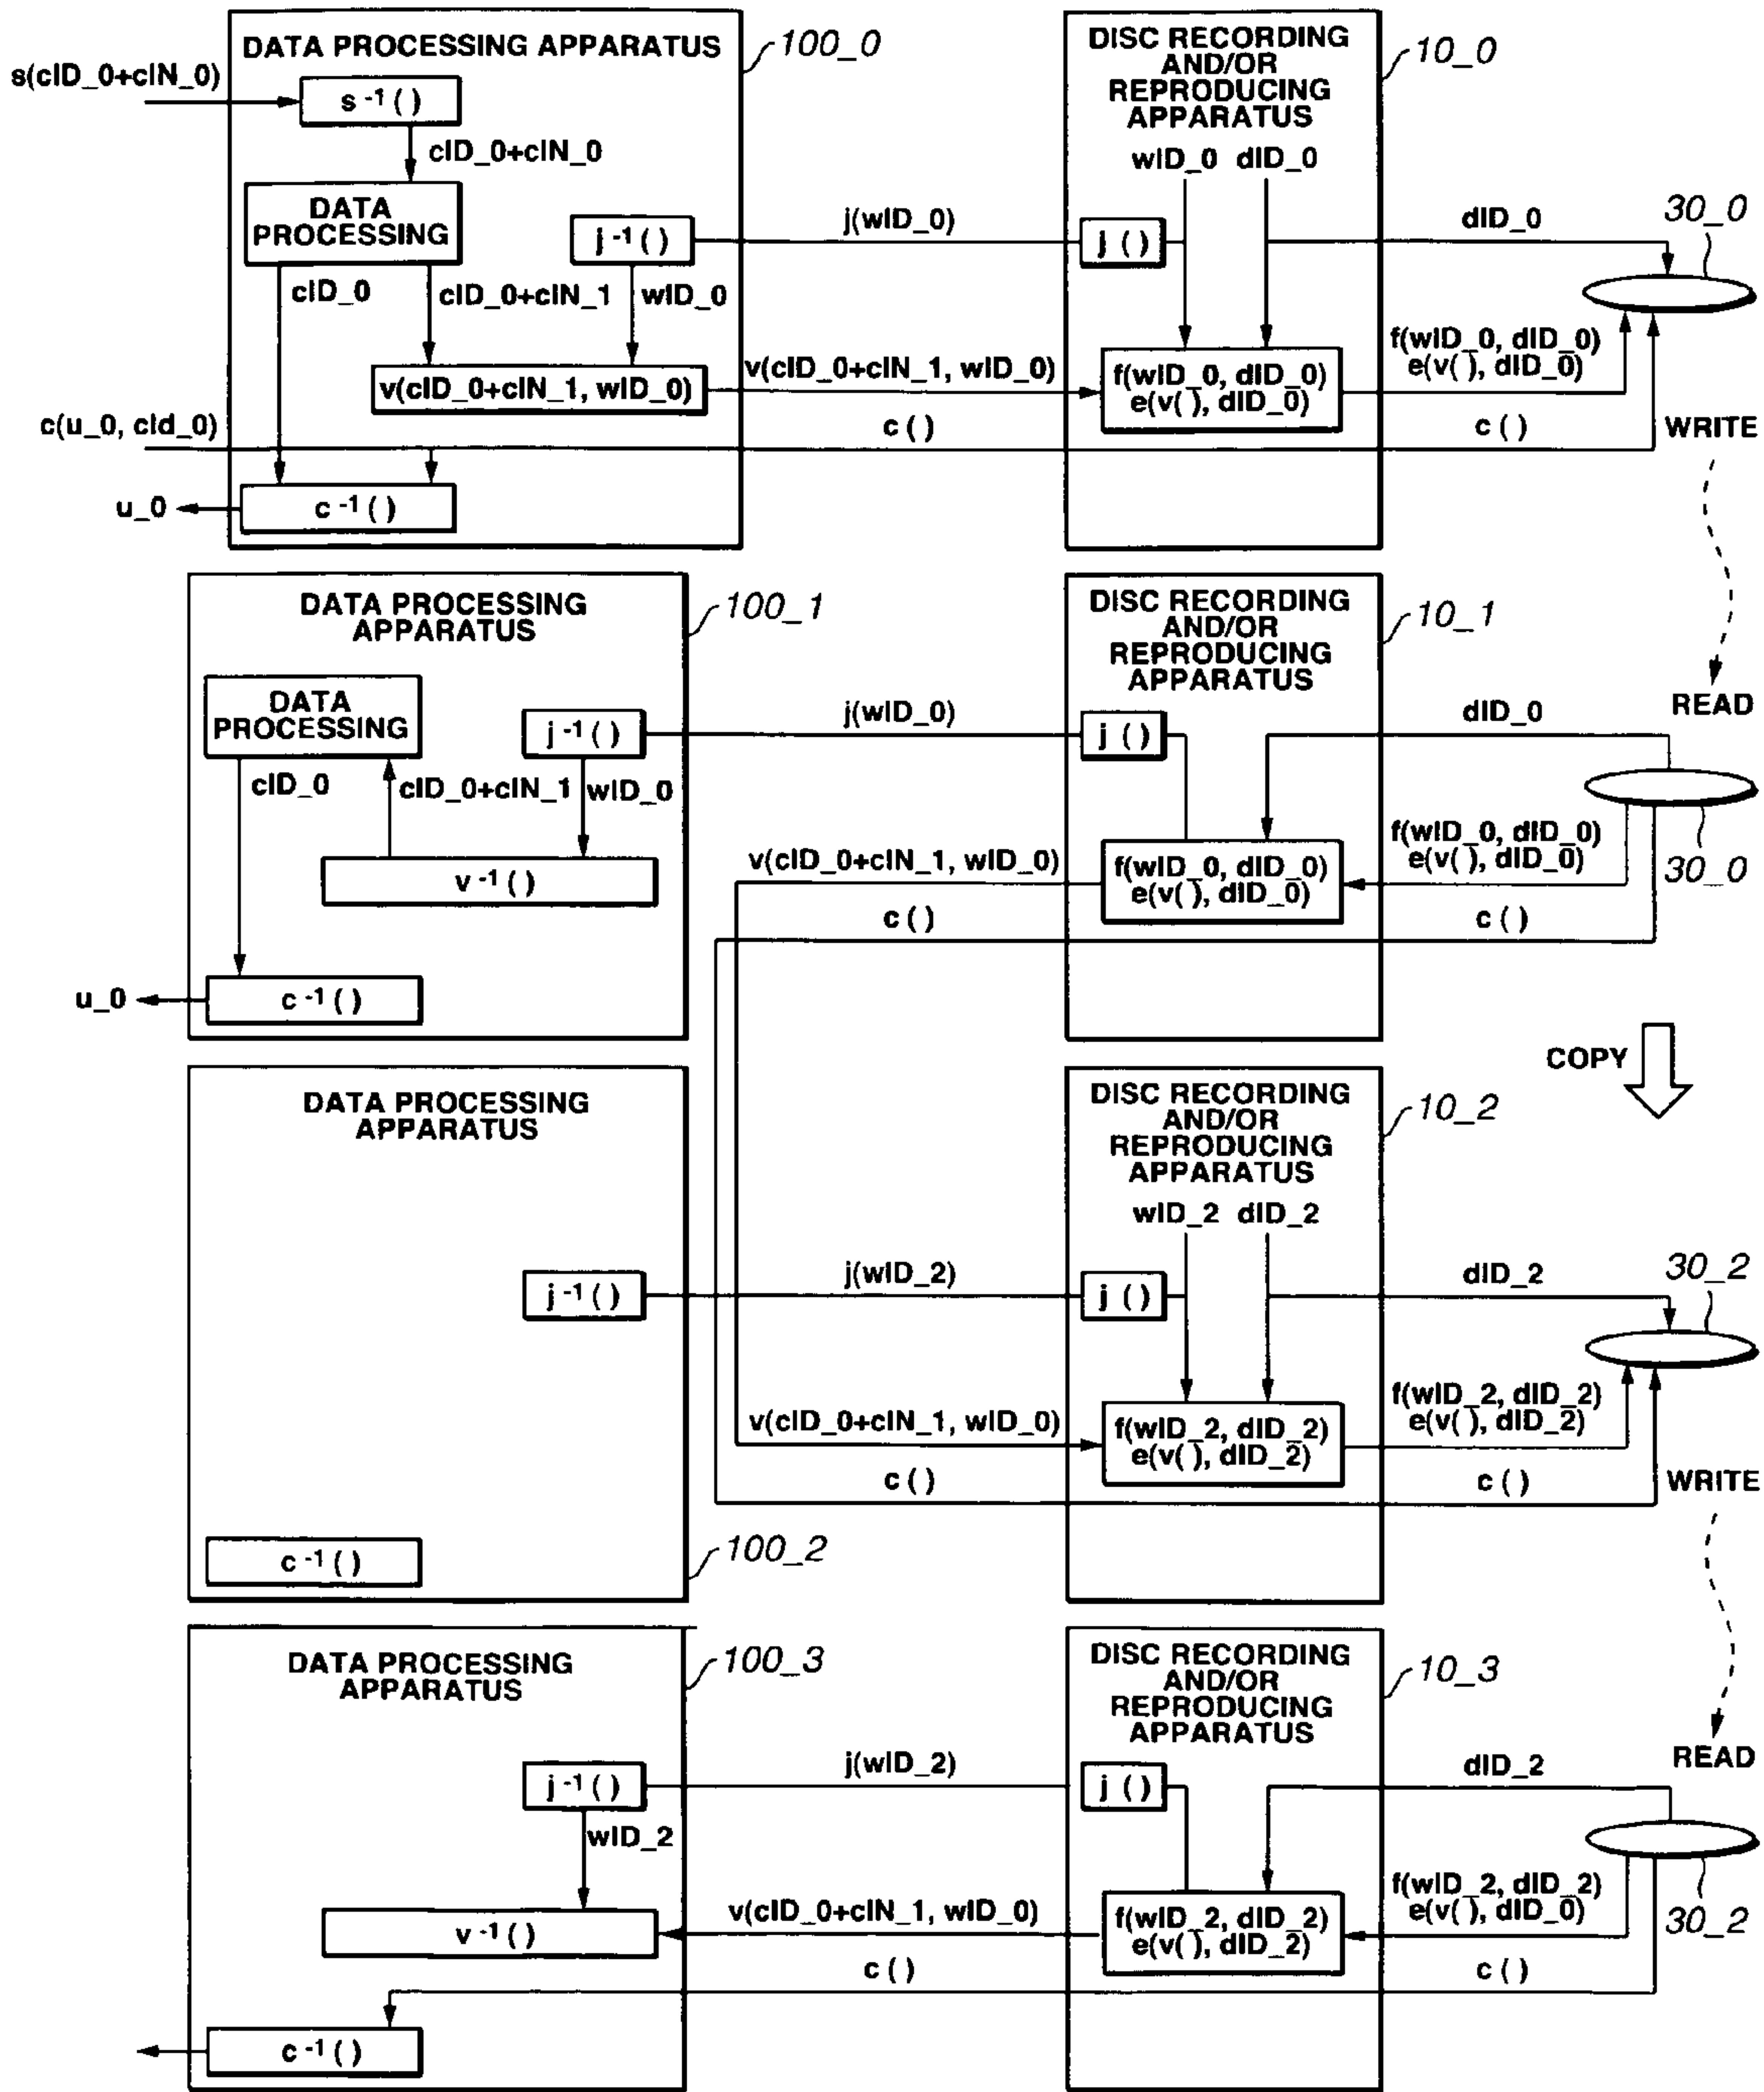 DATA PROCESSING APPARATUS
100_0
s(cID_0+cIN_0)
s -1 ( )
cID_0+cIN_0
DATA
PROCESSING
j -1 ( )
cID_0
cID_0+cIN_1
wID_0
v(cID_0+cIN_1, wID_0)
c(u_0, cId_0)
c -1 ( )
u_0
j(wID_0)
v(cID_0+cIN_1, wID_0)
c ( )
DISC RECORDING
AND/OR
REPRODUCING
APPARATUS
10_0
wID_0 dID_0
j ( )
f(wID_0, dID_0)
e(v( ), dID_0)
dID_0
30_0
f(wID_0, dID_0)
e(v( ), dID_0)
c ( )
WRITE
DATA PROCESSING
APPARATUS
100_1
DATA
PROCESSING
j -1 ( )
cID_0
cID_0+cIN_1
wID_0
v -1 ( )
c -1 ( )
u_0
j(wID_0)
v(cID_0+cIN_1, wID_0)
c ( )
DISC RECORDING
AND/OR
REPRODUCING
APPARATUS
10_1
j ( )
f(wID_0, dID_0)
e(v( ), dID_0)
dID_0
READ
f(wID_0, dID_0)
e(v( ), dID_0)
30_0
c ( )
COPY
DATA PROCESSING
APPARATUS
j -1 ( )
c -1 ( )
100_2
j(wID_2)
v(cID_0+cIN_1, wID_0)
c ( )
DISC RECORDING
AND/OR
REPRODUCING
APPARATUS
10_2
wID_2 dID_2
j ( )
f(wID_2, dID_2)
e(v( ), dID_2)
dID_2
30_2
f(wID_2, dID_2)
e(v( ), dID_2)
c ( )
WRITE
DATA PROCESSING
APPARATUS
100_3
j -1 ( )
wID_2
v -1 ( )
c -1 ( )
j(wID_2)
v(cID_0+cIN_1, wID_0)
c ( )
DISC RECORDING
AND/OR
REPRODUCING
APPARATUS
10_3
j ( )
f(wID_2, dID_2)
e(v( ), dID_2)
dID_2
READ
f(wID_2, dID_2)
e(v( ), dID_0)
30_2
c ( )